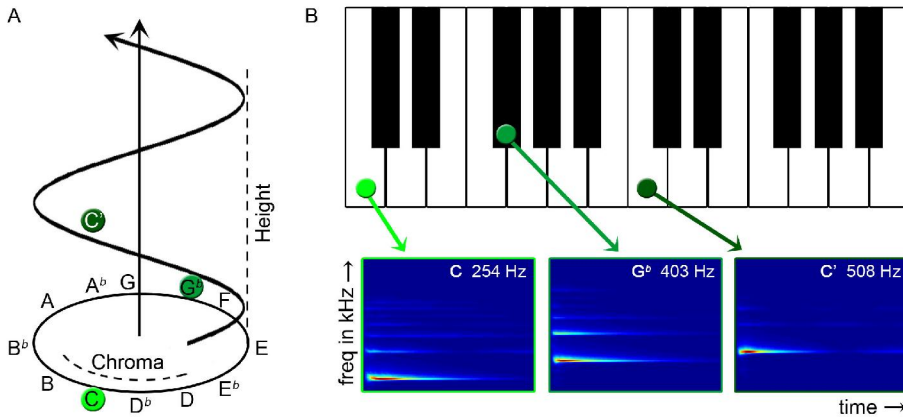 A
C'
Height
G
A♭
G♭
F
A
B♭
E
Chroma
B
E♭
C
D♭
D
B
freq in kHz →
C 254 Hz
G♭ 403 Hz
C' 508 Hz
time →